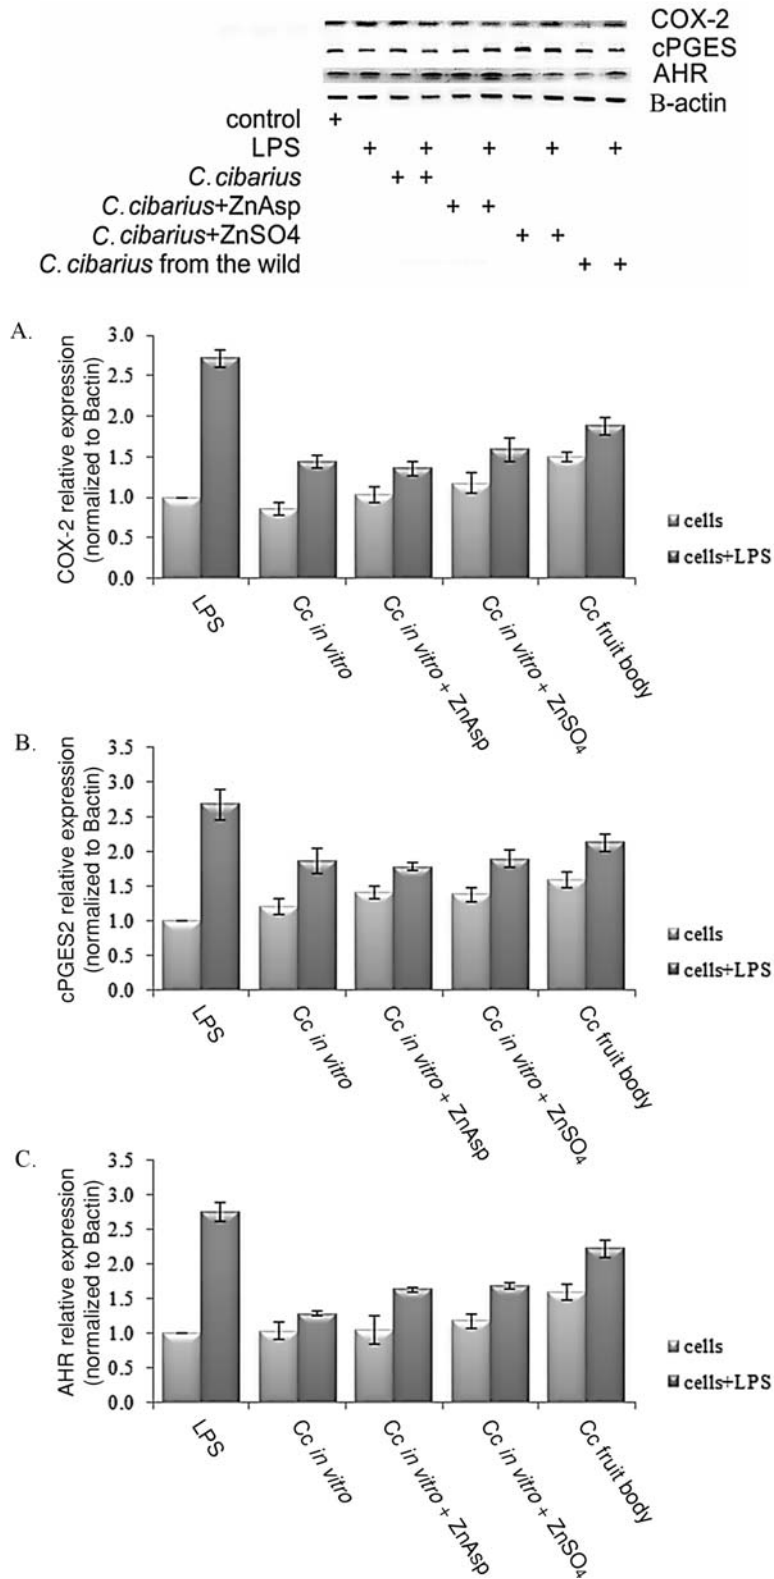 COX-2
cPGES
AHR
B-actin
control +
LPS + + + + +
C.cibarius + +
C.cibarius+ZnAsp + +
C.cibarius+ZnSO4 + +
C.cibarius from the wild + +
A.
COX-2 relative expression
(normalized to Bactin)
3.0
2.5
2.0
1.5
1.0
0.5
0.0
LPS
Cc in vitro
Cc in vitro + ZnAsp
Cc in vitro + ZnSO4
Cc fruit body
cells
cells+LPS
B.
cPGES2 relative expression
(normalized to Bactin)
3.5
3.0
2.5
2.0
1.5
1.0
0.5
0.0
LPS
Cc in vitro
Cc in vitro + ZnAsp
Cc in vitro + ZnSO4
Cc fruit body
cells
cells+LPS
C.
AHR relative expression
(normalized to Bactin)
3.5
3.0
2.5
2.0
1.5
1.0
0.5
0.0
LPS
Cc in vitro
Cc in vitro + ZnAsp
Cc in vitro + ZnSO4
Cc fruit body
cells
cells+LPS